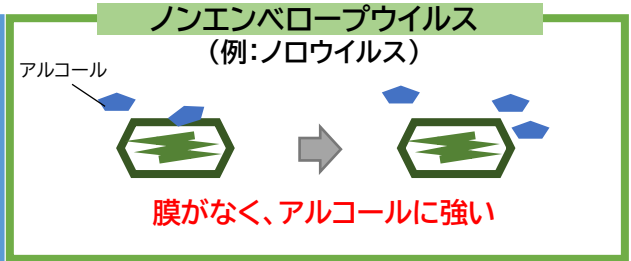 ノンエンベロープウイルス
（例：ノロウイルス）
アルコール
膜がなく、アルコールに強い